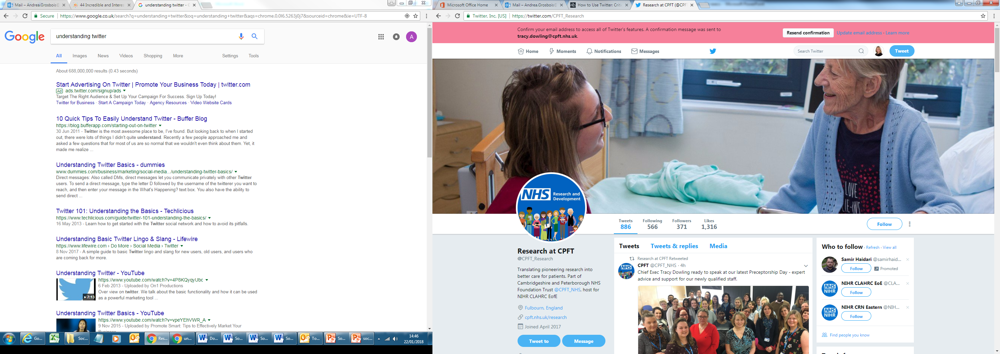 Mail – Andrea.Grosbois@
44 Incredible and Interes
understanding twitter - G
Secure
https://www.google.co.uk/search?q=understanding+twitter&oq=understanding+twitter&aqs=chrome.0.0l6.5263j0j7&sourceid=chrome&ie=UTF-8
Google
understanding twitter
A
All
Images
News
Videos
Shopping
More
Settings
Tools
About 688,000,000 results (0.43 seconds)
Start Advertising On Twitter | Promote Your Business Today | twitter.com
Ad ads.twitter.com/signup/ads
Target The Right Audience & Set Up Your Campaign For Success. Sign Up Today!
Twitter for Business · Start A Campaign Today · Agency Resources · Video Website Cards
10 Quick Tips To Easily Understand Twitter - Buffer Blog
https://blog.bufferapp.com/starting-out-on-twitter
30 Jun 2011 - Twitter is the most awesome place to be, I've found. But looking back to when I started
out, there were lots of things I didn't quite understand. Recently a few people approached me and
asked a few questions that for most of us are so normal that we wouldn't even think about them. Yet, it
made me realize ...
Understanding Twitter Basics - dummies
www.dummies.com/business/marketing/social-media.../understanding-twitter-basics/
Direct messages: Also called DMs, direct messages let you communicate privately with other Twitter
users. To send a direct message, type the letter D followed by the username of the twitterer you want to
reach, and then enter your message in the What's Happening? text box. You also have the ability to
send direct ...
Twitter 101: Understanding the Basics - Techlicious
https://www.techlicious.com/guide/twitter-101-understanding-the-basics/
16 May 2013 - Learn how to get started with the Twitter social network and how to avoid its pitfalls.
Understanding Basic Twitter Lingo & Slang - Lifewire
https://www.lifewire.com › Do More › Social Media › Twitter
8 Nov 2017 - A simple guide to basic Twitter lingo and slang for new users, old users, and users who
are coming back for more.
Understanding Twitter - YouTube
https://www.youtube.com/watch?v=4P8KQyqyUbc
6 Feb 2013 - Uploaded by On1 Productions
Over view on twitter. We talk about the basic functionality and how it can be used
as a powerful marketing tool ...
7:13
Understanding Twitter Basics - YouTube
https://www.youtube.com/watch?v=vpeYEhVWR_A
9 Nov 2015 - Uploaded by Promote Smart: Tips to Effectively Market Your
Business
Go...
Soc...
Res...
un...
Do...
So...
So...
So...
To...
So...
soc...
14:46
22/01/2018
Microsoft Office Home
Mail – Andrea.Grosbois@
How to Use Twitter: Criti
Research at CPFT (@CPF
Twitter, Inc. [US]
https://twitter.com/CPFT_Research
Confirm your email address to access all of Twitter's features. A confirmation message was sent to
tracy.dowling@cpft.nhs.uk.
Resend confirmation
Update email address · Learn more
Home
Moments
Notifications
Messages
Search Twitter
Tweet
LOVE
LIE-INS
NHS
Research and
Development
Tweets
886
Following
566
Followers
371
Likes
1,316
Follow
Research at CPFT
@CPFT_Research
Translating pioneering research into
better care for patients. Part of
Cambridgeshire and Peterborough NHS
Foundation Trust @CPFT_NHS, host for
NIHR CLAHRC EofE
Fulbourn, England
cpft.nhs.uk/research
Joined April 2017
Tweet to
Message
Tweets
Tweets & replies
Media
Research at CPFT Retweeted
NHS
CPFT @CPFT_NHS · 4h
Chief Exec Tracy Dowling ready to speak at our latest Preceptorship Day - expert
advice and support for our newly qualified staff.
Who to follow · Refresh · View all
Samir Haidari @samirhaid...
Follow
Promoted
NHS
NIHR
NIHR CLAHRC EoE @CLA...
Follow
NHS
NIHR
NIHR CRN Eastern @NIH...
Follow
Find people you know